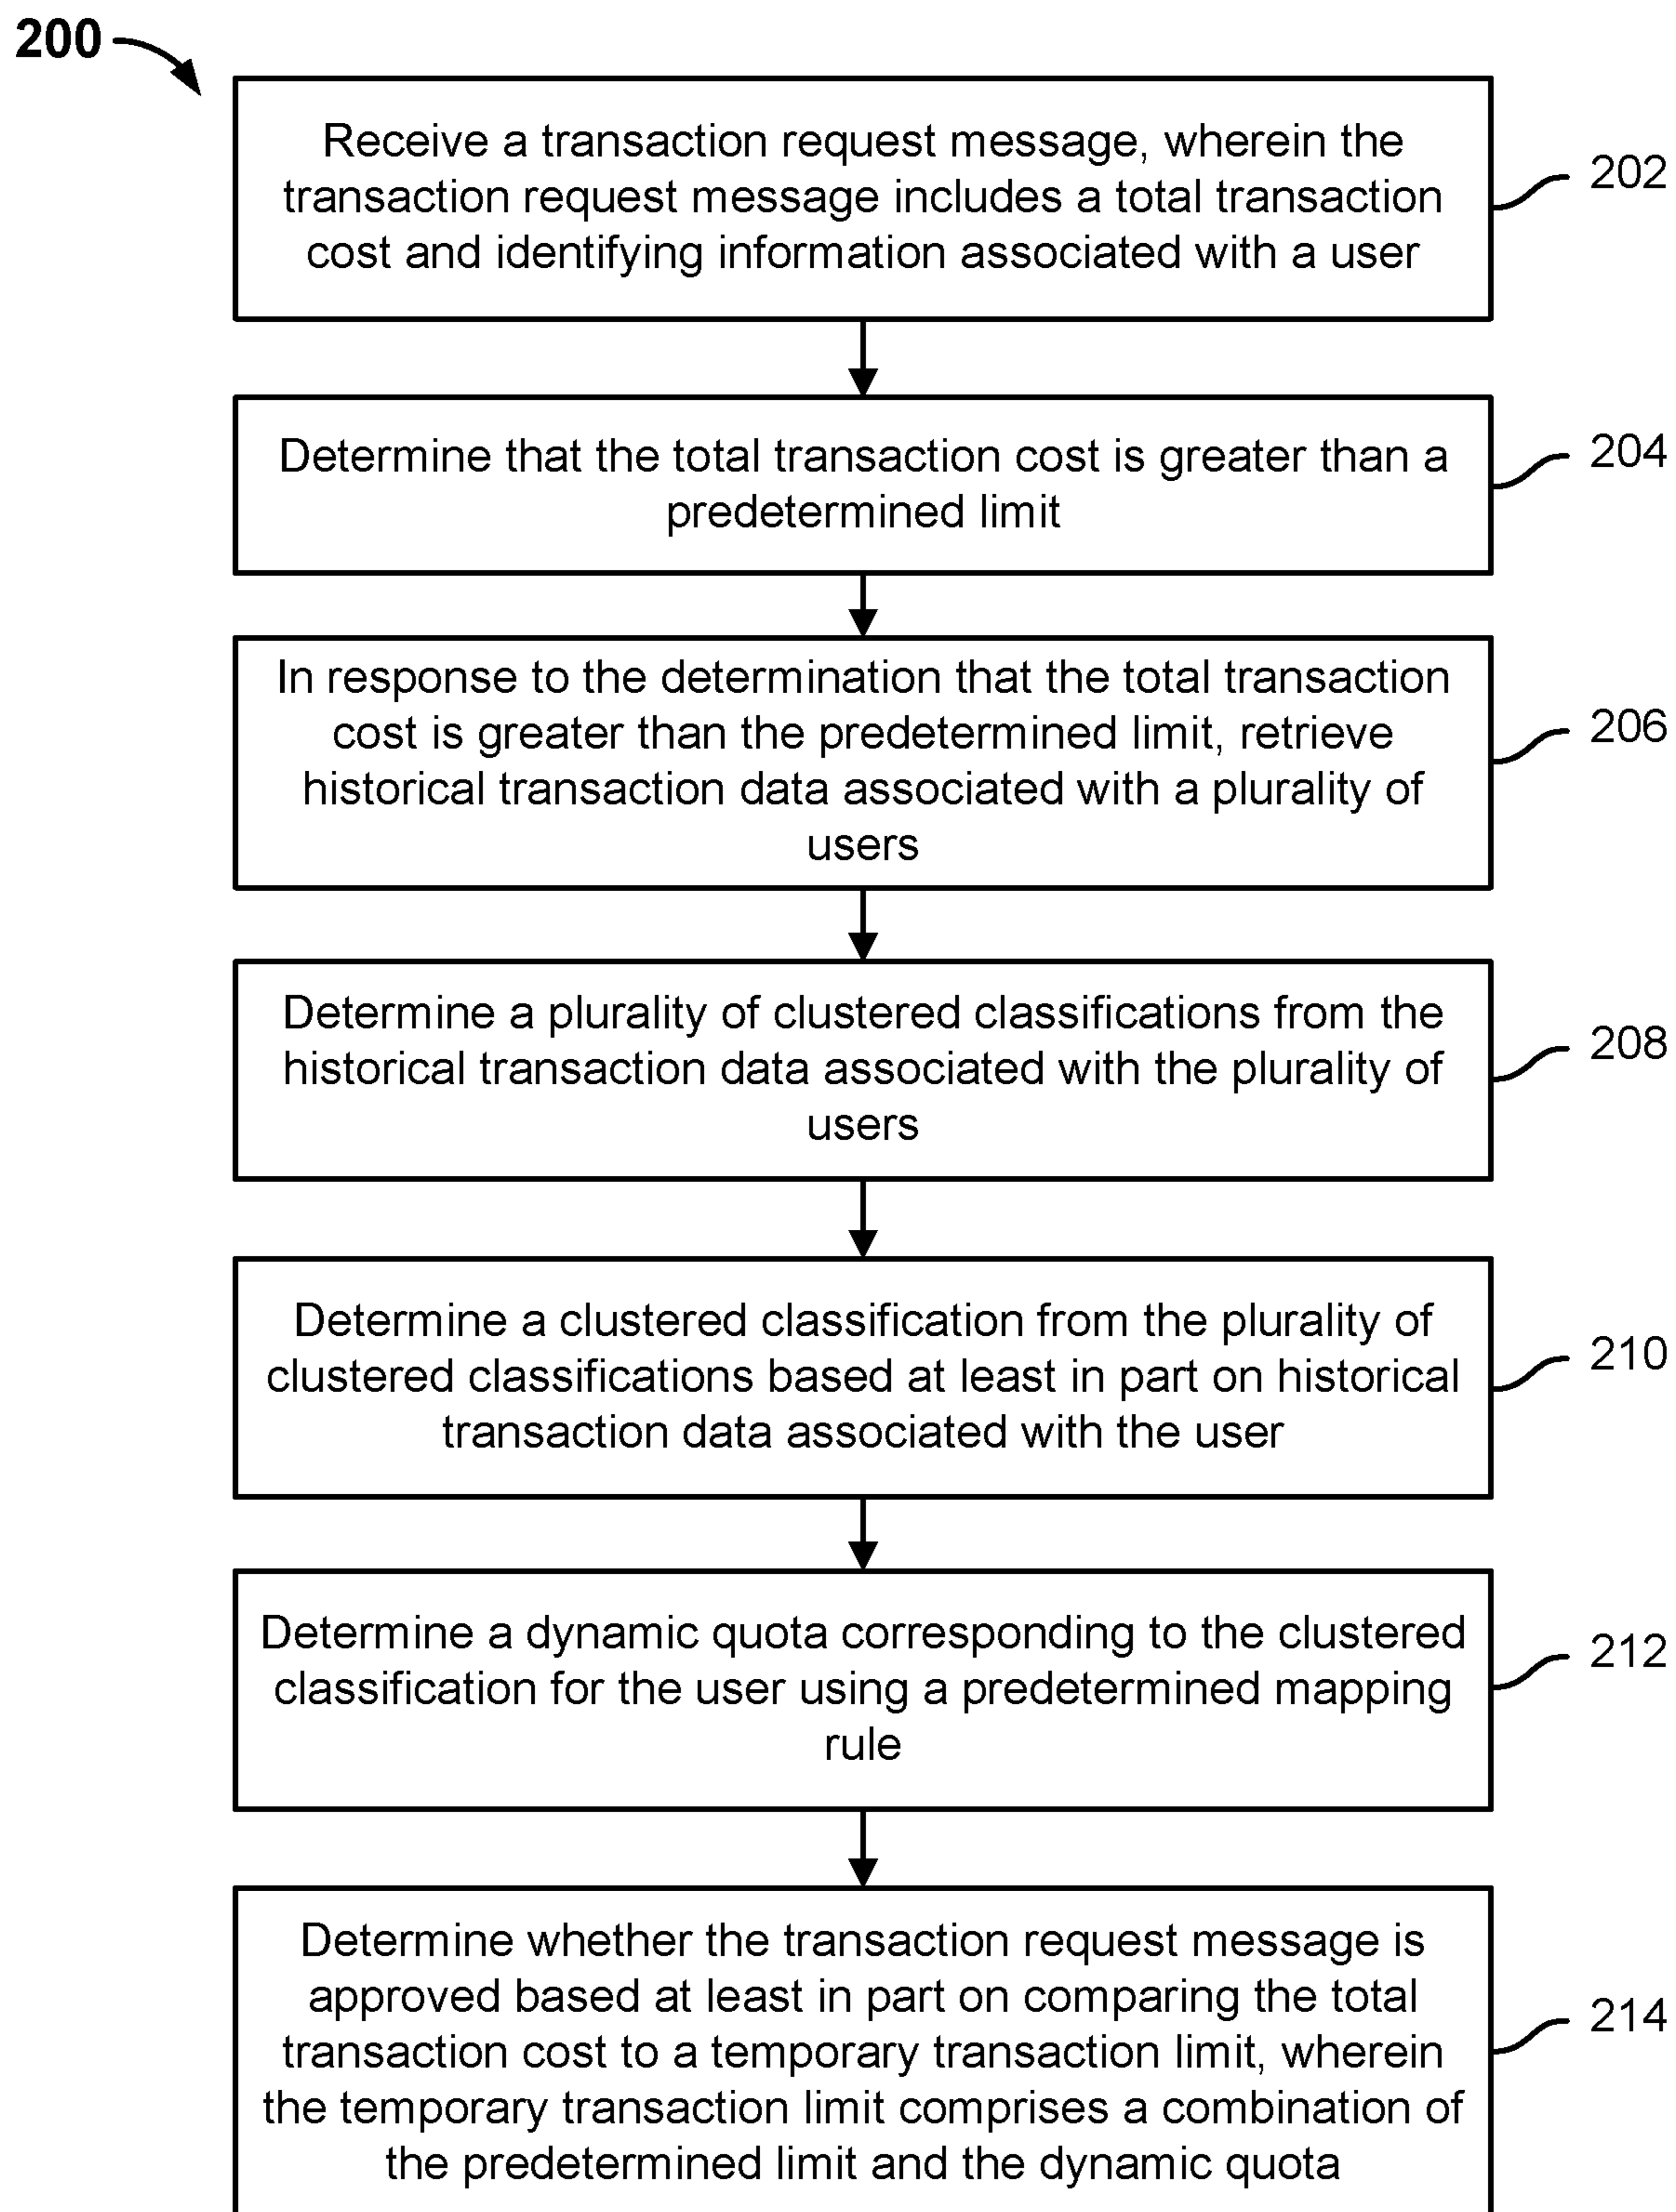 200
Receive a transaction request message, wherein the
transaction request message includes a total transaction
cost and identifying information associated with a user
202
Determine that the total transaction cost is greater than a
predetermined limit
204
In response to the determination that the total transaction
cost is greater than the predetermined limit, retrieve
historical transaction data associated with a plurality of
users
206
Determine a plurality of clustered classifications from the
historical transaction data associated with the plurality of
users
208
Determine a clustered classification from the plurality of
clustered classifications based at least in part on historical
transaction data associated with the user
210
Determine a dynamic quota corresponding to the clustered
classification for the user using a predetermined mapping
rule
212
Determine whether the transaction request message is
approved based at least in part on comparing the total
transaction cost to a temporary transaction limit, wherein
the temporary transaction limit comprises a combination of
the predetermined limit and the dynamic quota
214